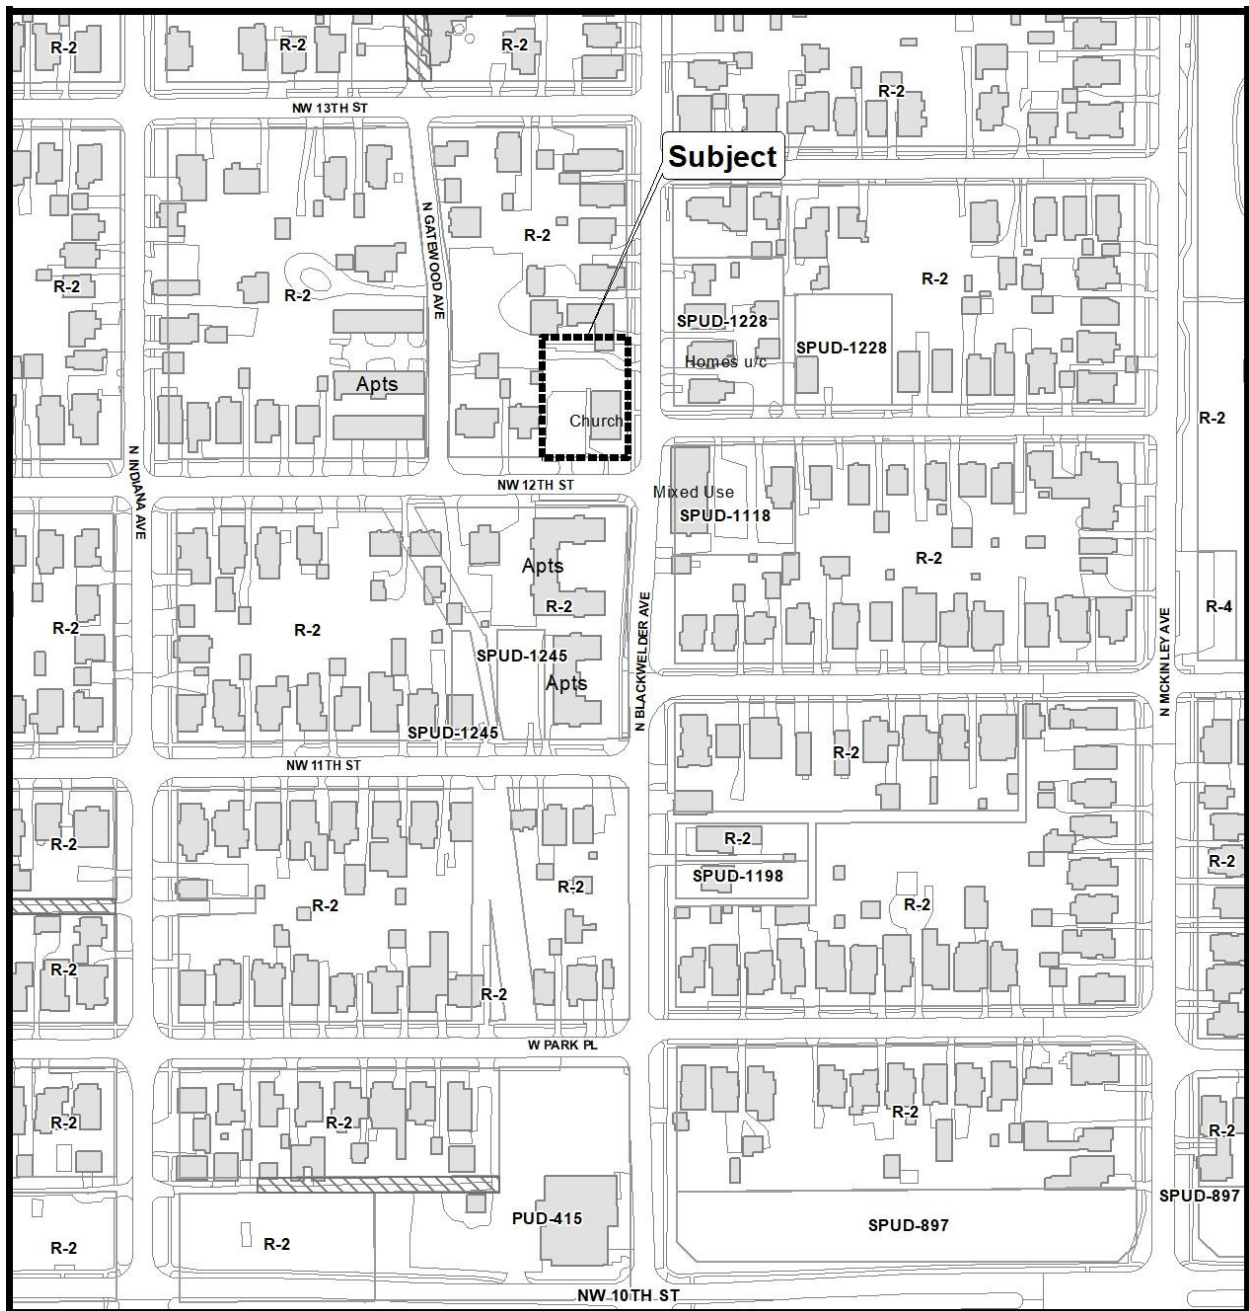 R-2
R-2
R-2
R-2
NW 13TH ST
Subject
N GATEWOOD AVE
R-2
R-2
R-2
R-2
SPUD-1228
SPUD-1228
Homes u/c
Apts
Church
R-2
N INDIANA AVE
NW 12TH ST
Mixed Use
SPUD-1118
Apts
R-2
R-2
R-2
R-2
R-4
N BLACKWELDER AVE
N MCKINLEY AVE
SPUD-1245
Apts
SPUD-1245
NW 11TH ST
R-2
R-2
R-2
R-2
SPUD-1198
R-2
R-2
R-2
R-2
R-2
W PARK PL
R-2
R-2
R-2
R-2
SPUD-897
PUD-415
SPUD-897
R-2
R-2
NW 10TH ST